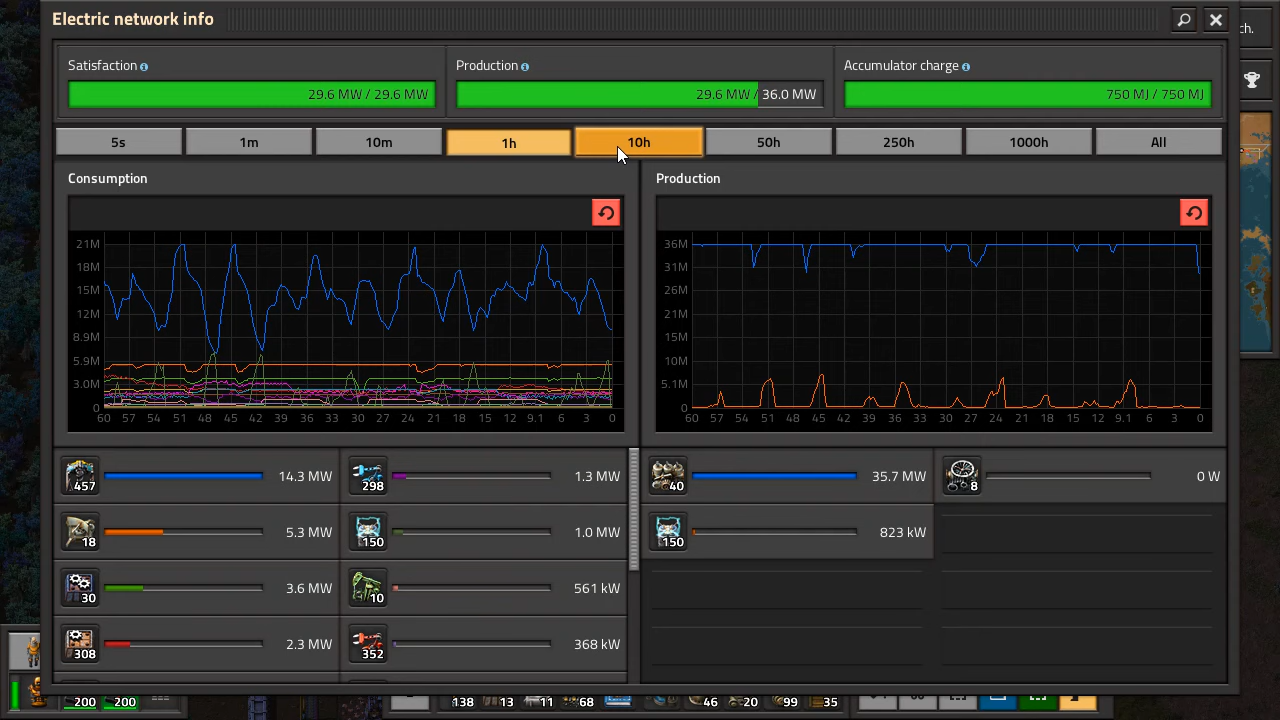 Electric network info
ch.
Satisfaction
Production
Accumulator charge
29.6 MW / 29.6 MW
29.6 MW / 36.0 MW
750 MJ / 750 MJ
5s
1m
10m
1h
10h
50h
250h
1000h
All
Consumption
Production
21M
18M
15M
12M
8.9M
5.9M
3.0M
0
60 57 54 51 48 45 42 39 36 33 30 27 24 21 18 15 12 9.1 6 3 0
36M
31M
26M
21M
15M
10M
5.1M
0
60 57 54 51 48 45 42 39 36 33 30 27 24 21 18 15 12 9.1 6 3 0
457 14.3 MW
298 1.3 MW
40 35.7 MW
8 0 W
18 5.3 MW
150 1.0 MW
150 823 kW
30 3.6 MW
10 561 kW
308 2.3 MW
352 368 kW
200 200
138 13 11 68 46 20 99 35